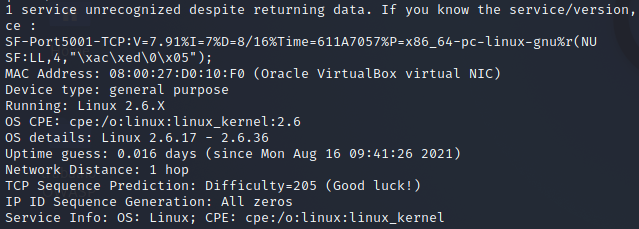 1 service unrecognized despite returning data. If you know the service/version,
ce :
SF-Port5001-TCP:V=7.91%I=7%D=8/16%Time=611A7057%P=x86_64-pc-linux-gnu%r(NU
SF:LL,4,"\xac\xed\0\x05");
MAC Address: 08:00:27:D0:10:F0 (Oracle VirtualBox virtual NIC)
Device type: general purpose
Running: Linux 2.6.X
OS CPE: cpe:/o:linux:linux_kernel:2.6
OS details: Linux 2.6.17 - 2.6.36
Uptime guess: 0.016 days (since Mon Aug 16 09:41:26 2021)
Network Distance: 1 hop
TCP Sequence Prediction: Difficulty=205 (Good luck!)
IP ID Sequence Generation: All zeros
Service Info: OS: Linux; CPE: cpe:/o:linux:linux_kernel